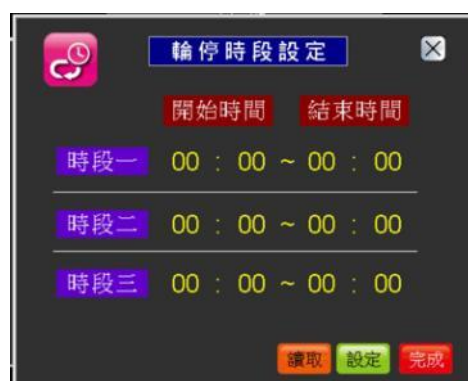 輪停時段設定
開始時間 結束時間
時段一 00 : 00 ~ 00 : 00
時段二 00 : 00 ~ 00 : 00
時段三 00 : 00 ~ 00 : 00
讀取 設定 完成